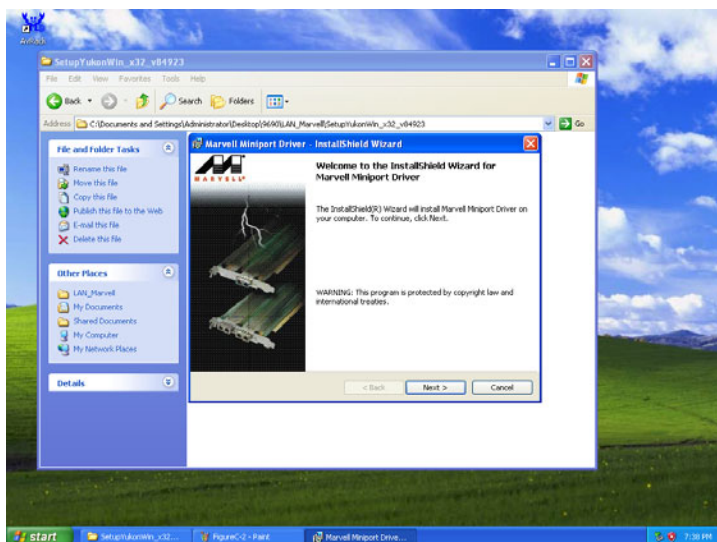 AvRack
SetupYukonWin_x32_v84923
File Edit View Favorites Tools Help
Back Search Folders
Address C:\Documents and Settings\Administrator\Desktop\9690\LAN_Marvell\SetupYukonWin_x32_v84923 Go
File and Folder Tasks
Rename this file
Move this file
Copy this file
Publish this file to the Web
E-mail this file
Delete this file
Other Places
LAN_Marvell
My Documents
Shared Documents
My Computer
My Network Places
Details
Marvell Miniport Driver - InstallShield Wizard
MARVELL
Welcome to the InstallShield Wizard for
Marvell Miniport Driver
The InstallShield(R) Wizard will install Marvell Miniport Driver on
your computer. To continue, click Next.
WARNING: This program is protected by copyright law and
international treaties.
< Back Next > Cancel
start SetupYukonWin_x32... FigureC-2 - Paint Marvell Miniport Drive... 7:38 PM